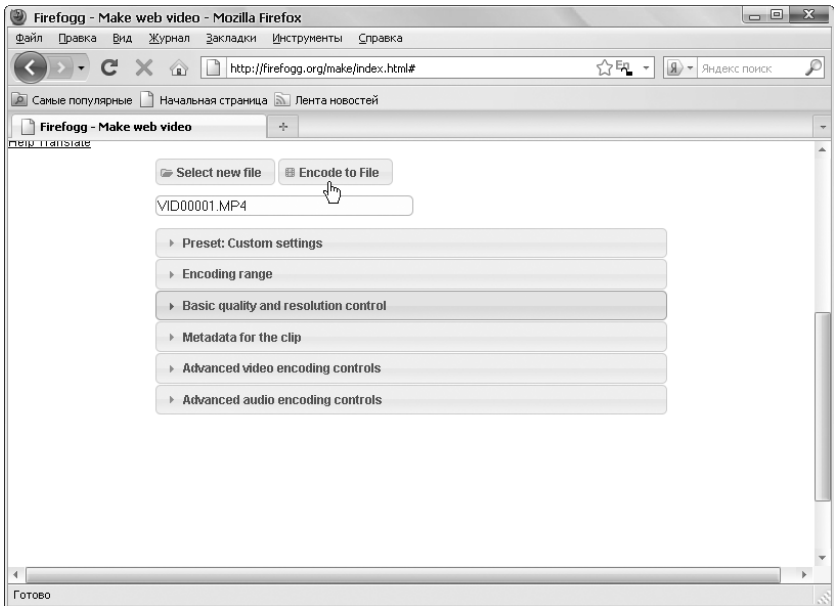 Firefogg - Make web video - Mozilla Firefox
Файл Правка Вид Журнал Закладки Инструменты Справка
http://firefogg.org/make/index.html# Яндекс поиск
Самые популярные Начальная страница Лента новостей
Firefogg - Make web video
Help Translate
Select new file Encode to File
VID00001.MP4
Preset: Custom settings
Encoding range
Basic quality and resolution control
Metadata for the clip
Advanced video encoding controls
Advanced audio encoding controls
Готово